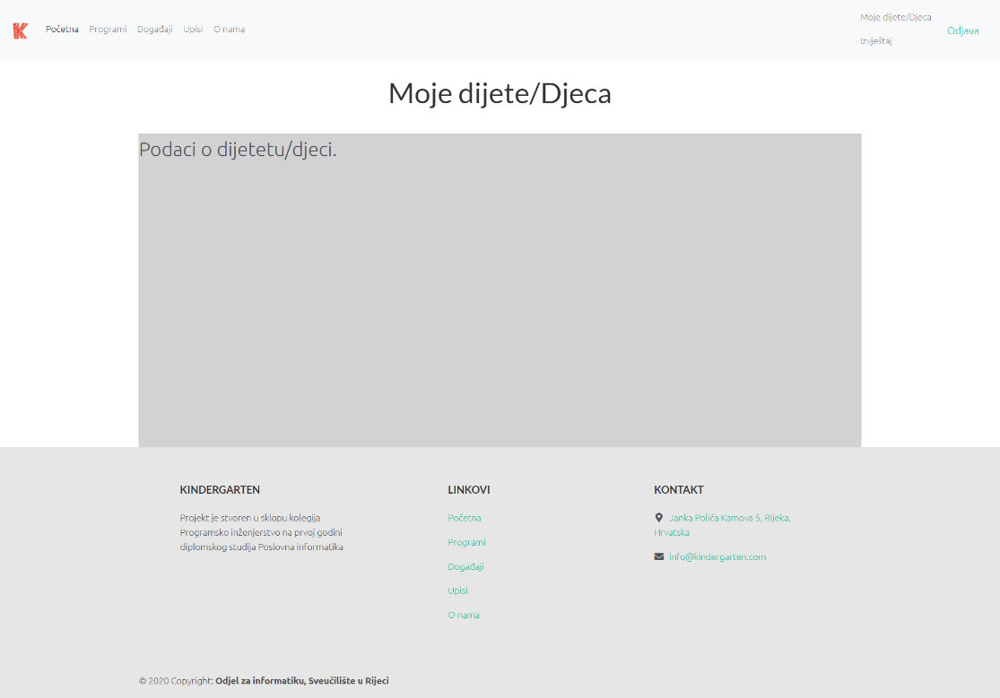 K
Početna Programi Događaji Upisi O nama
Moje dijete/Djeca
Izvještaj
Odjava
Moje dijete/Djeca
Podaci o dijetetu/djeci.
KINDERGARTEN
Projekt je stvoren u sklopu kolegija
Programsko inženjerstvo na prvoj godini
diplomskog studija Poslovna informatika
LINKOVI
Početna
Programi
Događaji
Upisi
O nama
KONTAKT
Janka Polića Kamova 5, Rijeka,
Hrvatska
info@kindergarten.com
© 2020 Copyright: Odjel za informatiku, Sveučilište u Rijeci